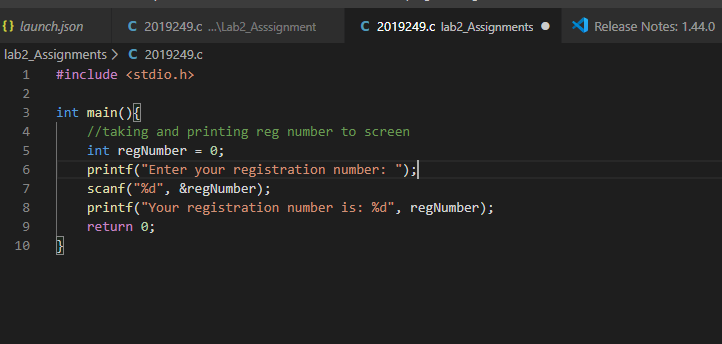 {} launch.json C 2019249.c ...\Lab2_Asssignment C 2019249.c lab2_Assignments ● Release Notes: 1.44.0
lab2_Assignments > C 2019249.c
1 #include <stdio.h>
2
3 int main(){
4 //taking and printing reg number to screen
5 int regNumber = 0;
6 printf("Enter your registration number: ");
7 scanf("%d", &regNumber);
8 printf("Your registration number is: %d", regNumber);
9 return 0;
10 }